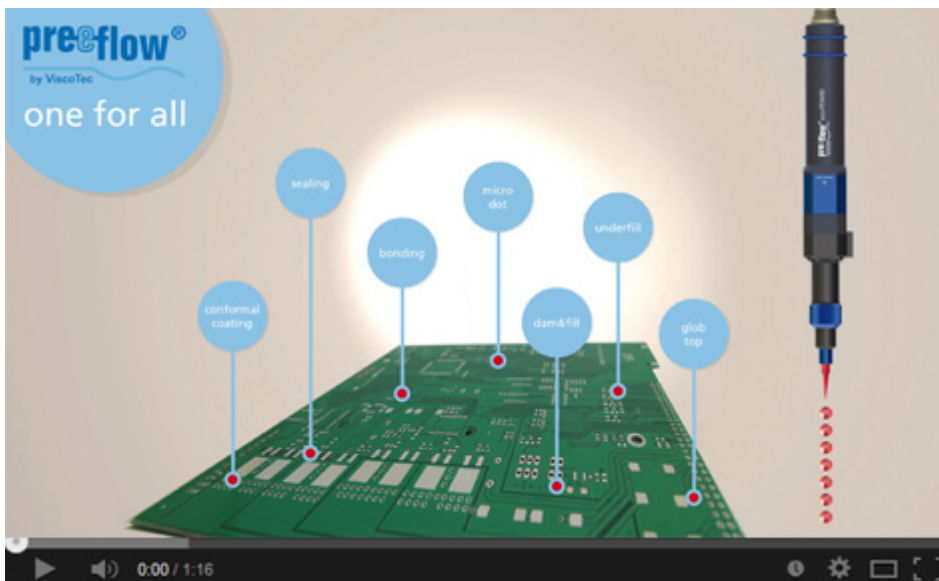 preeflow®
by ViscoTec
one for all
sealing
micro
dot
bonding
underfill
conformal
coating
dam&fill
glob
top
0:00 / 1:16